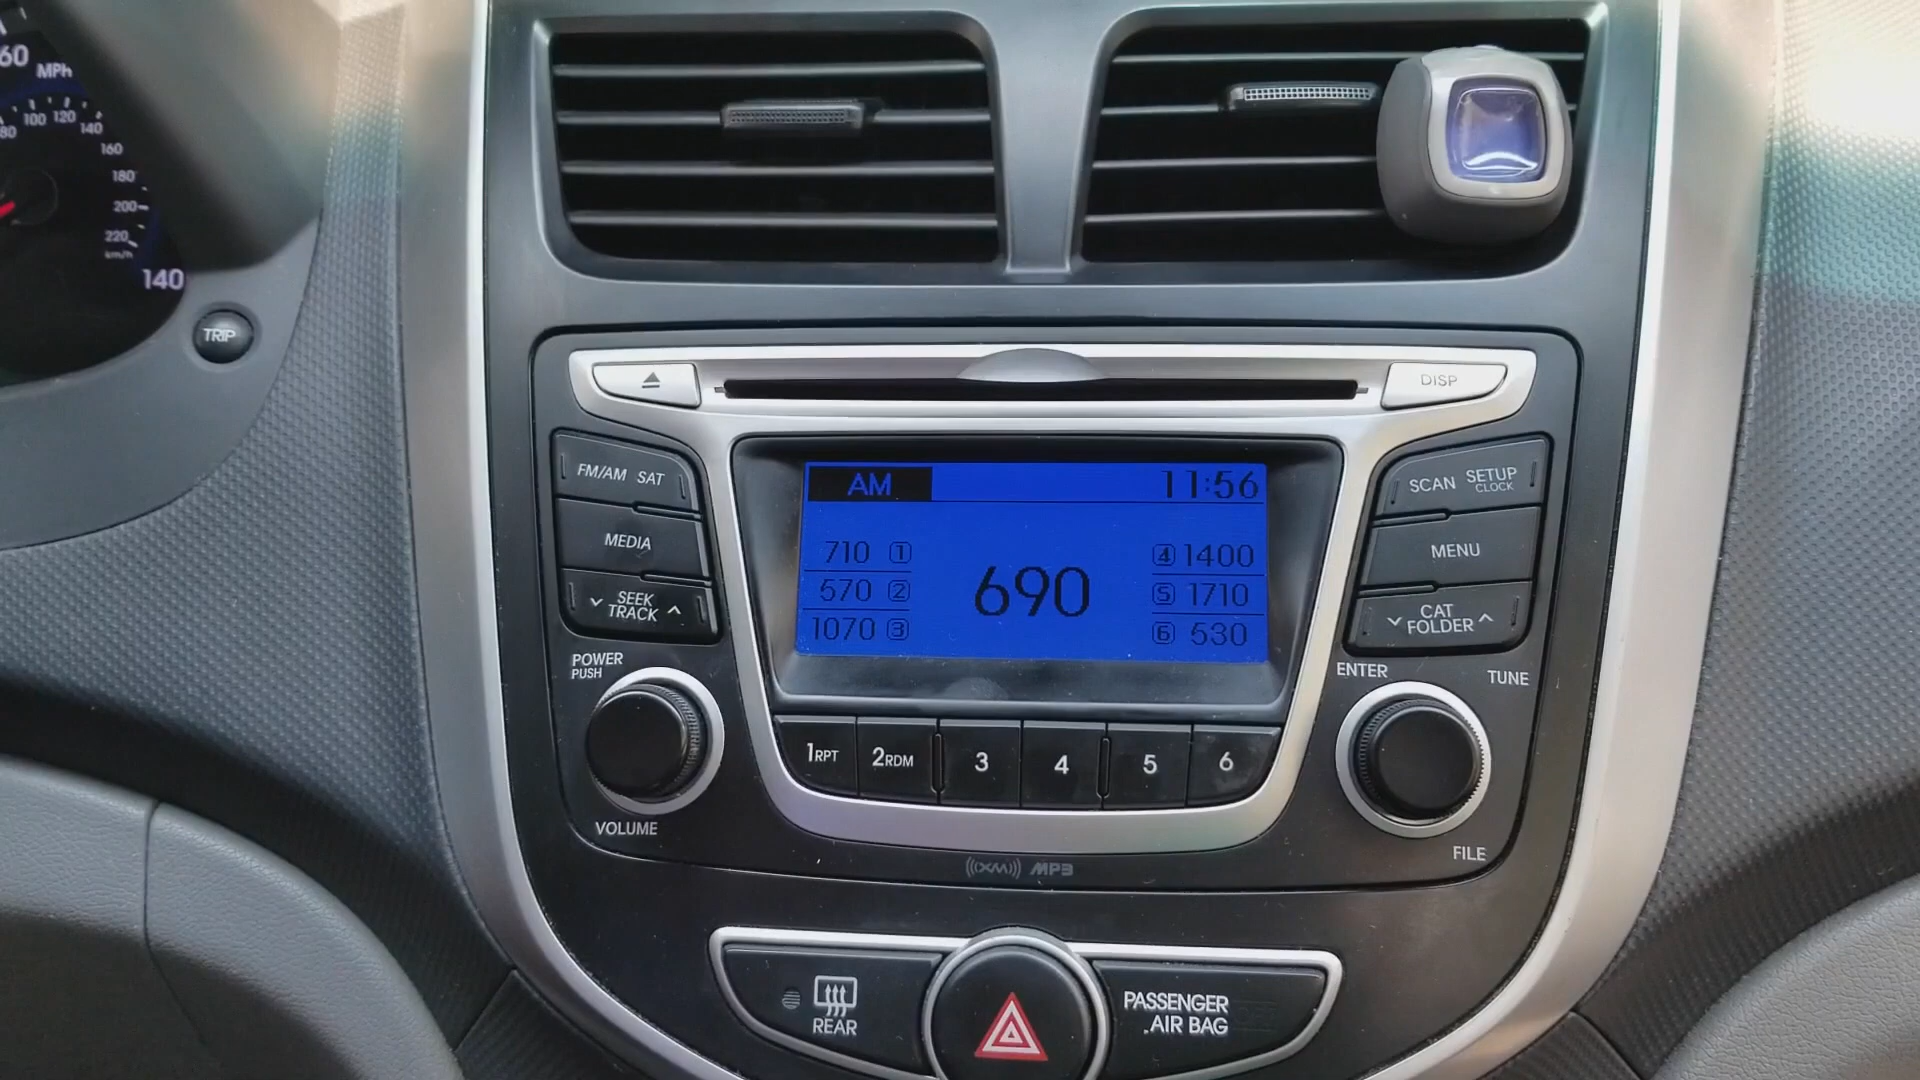 60
MPh
80 100 120 140
160
180
200
220
km/h
140
TRIP
DISP
FM/AM SAT
SCAN SETUP
CLOCK
MEDIA
MENU
SEEK
TRACK
CAT
FOLDER
AM 11:56
710 1
570 2
1070 3
690
4 1400
5 1710
6 530
POWER
PUSH
ENTER TUNE
1RPT 2RDM 3 4 5 6
VOLUME
FILE
((XM)) MP3
REAR
PASSENGER
AIR BAG